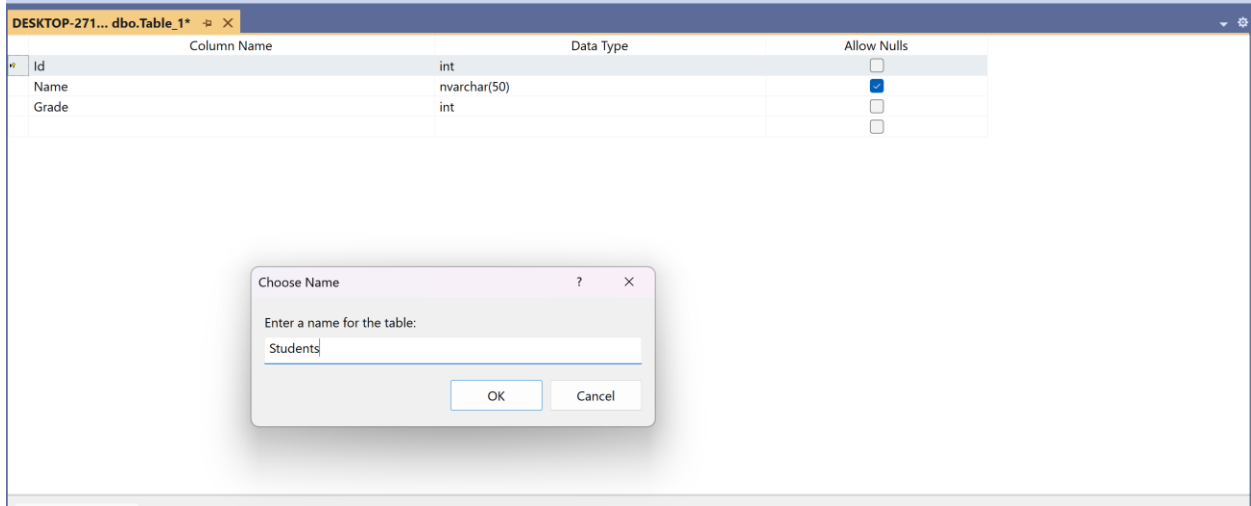 DESKTOP-271... dbo.Table_1*
Column Name Data Type Allow Nulls
Id int
Name nvarchar(50)
Grade int
Choose Name ?
Enter a name for the table:
Students
OK Cancel